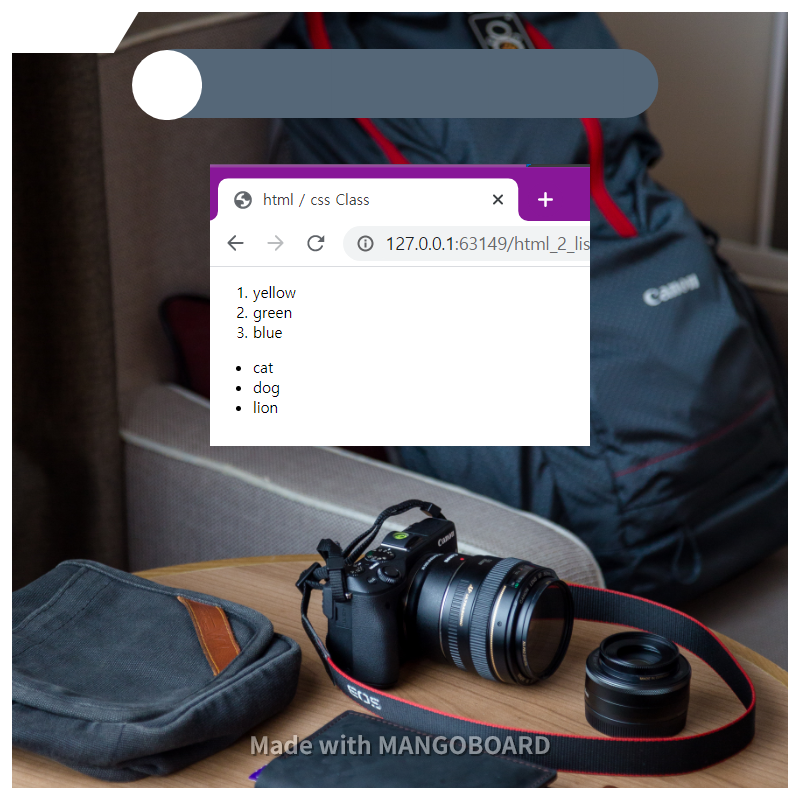 html / css Class
127.0.0.1:63149/html_2_lis
1. yellow
2. green
3. blue
• cat
• dog
• lion
Canon
Canon
EOS
Made with MANGOBOARD